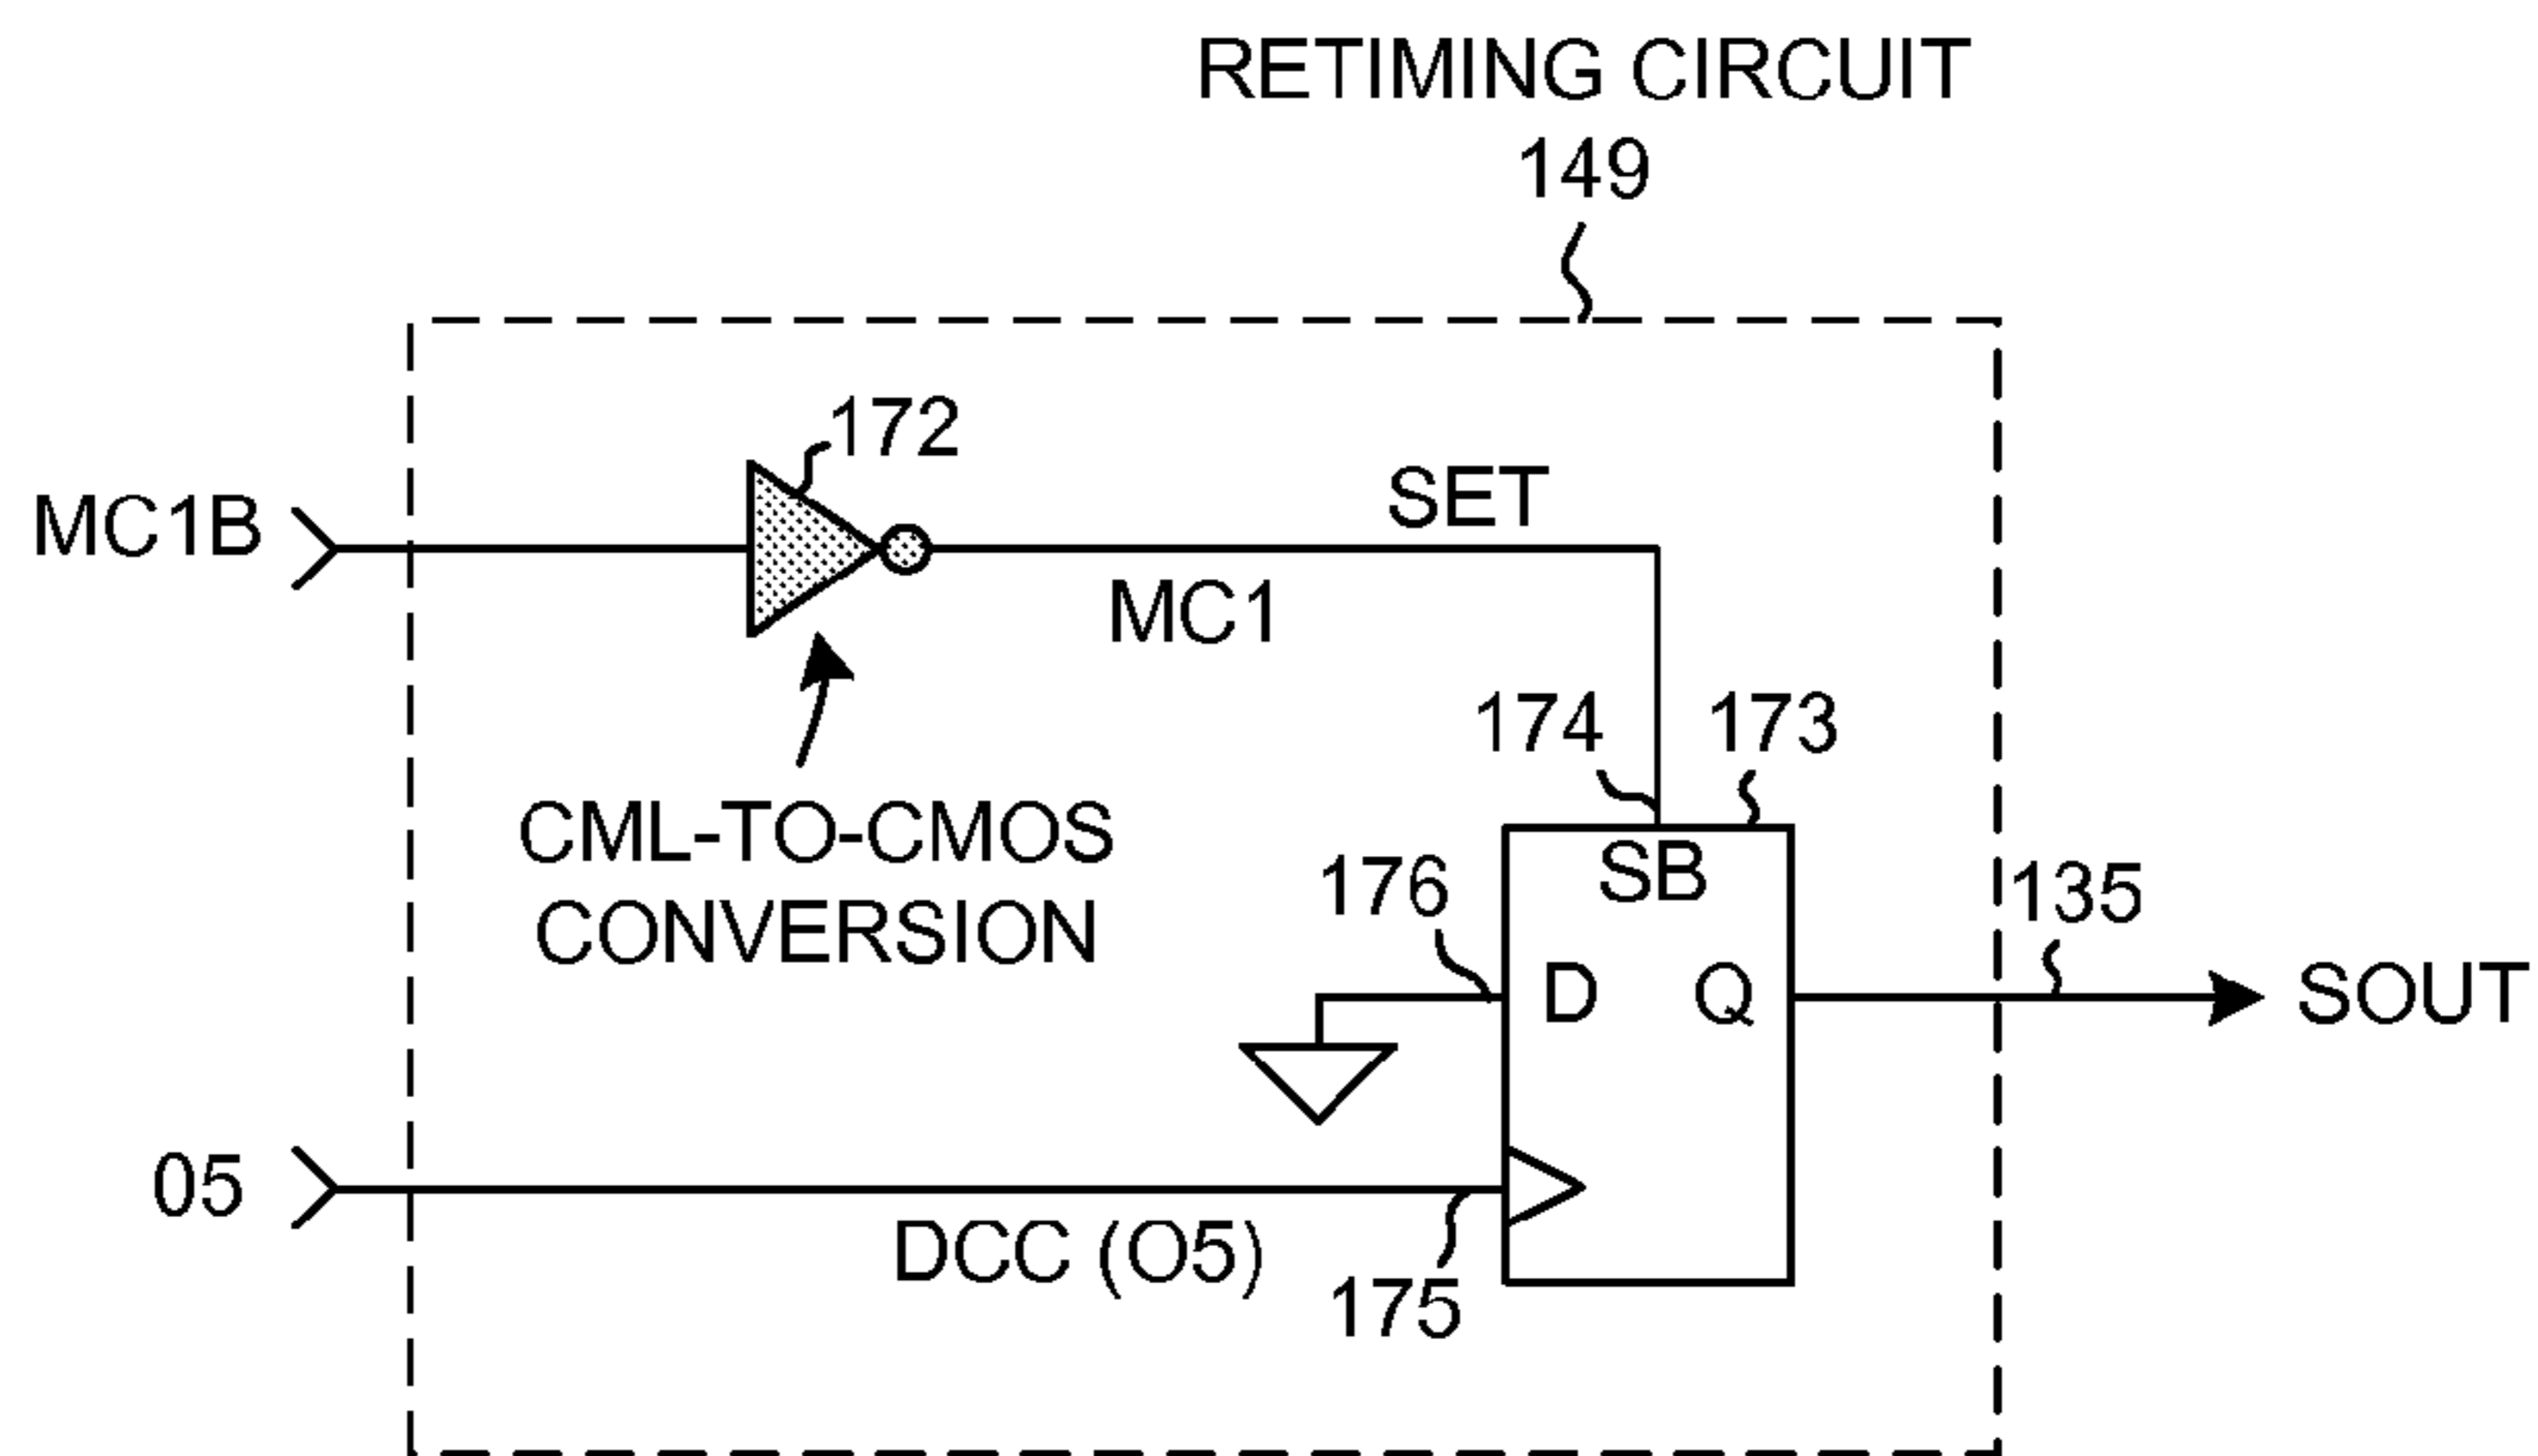 RETIMING CIRCUIT
149
172
MC1B
SET
MC1
174
173
CML-TO-CMOS
CONVERSION
SB
176
135
D
Q
SOUT
05
DCC (O5)
175